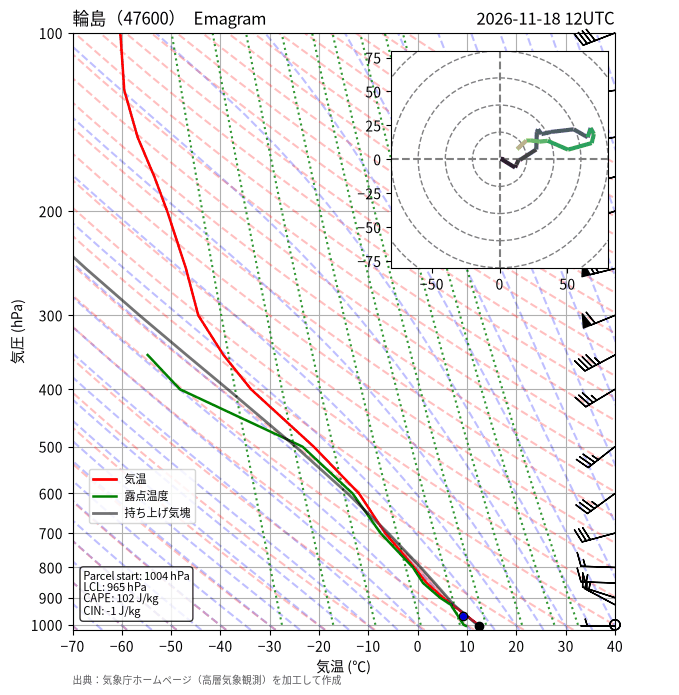 輪島（47600） Emagram
2026-11-18 12UTC
100
200
300
400
500
600
700
800
900
1000
気圧 (hPa)
75
50
25
0
−25
−50
−75
−50
0
50
気温
露点温度
持ち上げ気塊
Parcel start: 1004 hPa
LCL: 965 hPa
CAPE: 102 J/kg
CIN: -1 J/kg
−70
−60
−50
−40
−30
−20
−10
0
10
20
30
40
気温 (°C)
出典：気象庁ホームページ（高層気象観測）を加工して作成